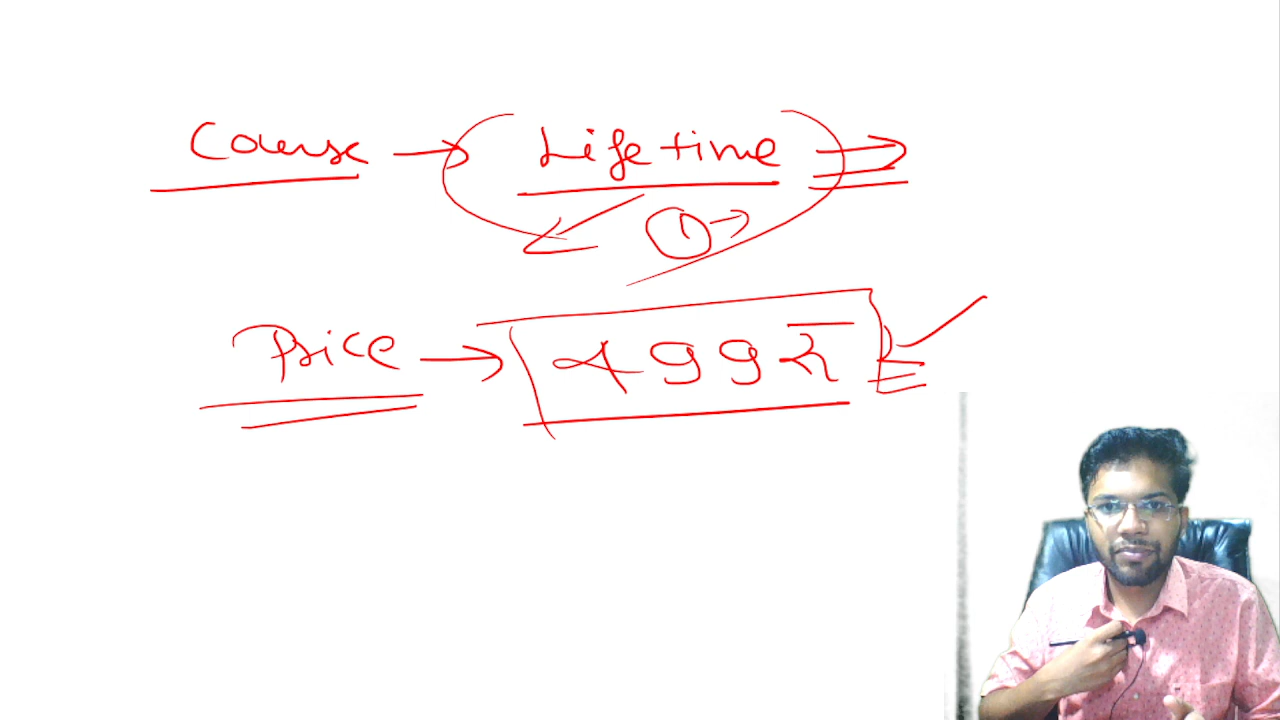 Course → Lifetime →
① →
Price → 499 रु